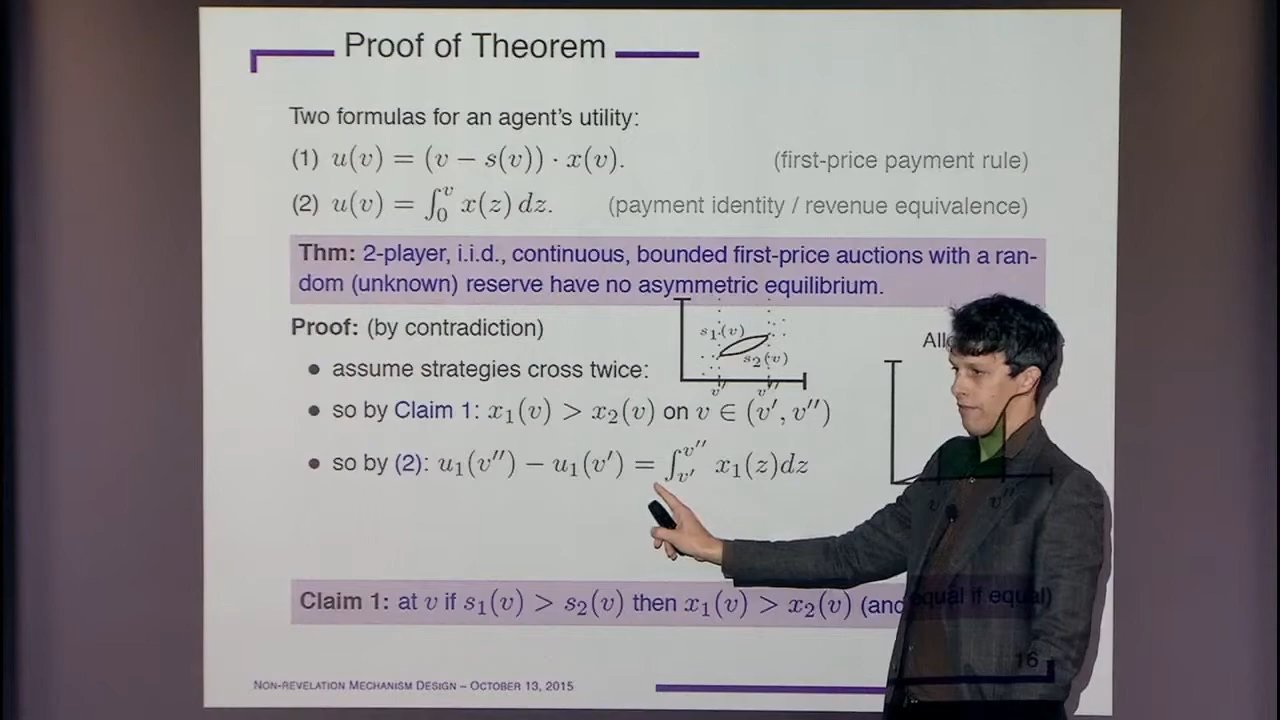 Proof of Theorem
Two formulas for an agent's utility:
(1) u(v) = (v − s(v)) · x(v). (first-price payment rule)
(2) u(v) = ∫₀ᵛ x(z) dz. (payment identity / revenue equivalence)
Thm: 2-player, i.i.d., continuous, bounded first-price auctions with a ran-
dom (unknown) reserve have no asymmetric equilibrium.
Proof: (by contradiction)
s₁(v)
s₂(v)
v′ v″
• assume strategies cross twice:
• so by Claim 1: x₁(v) > x₂(v) on v ∈ (v′, v″)
• so by (2): u₁(v″) − u₁(v′) = ∫_{v′}^{v″} x₁(z)dz
v″
Claim 1: at v if s₁(v) > s₂(v) then x₁(v) > x₂(v) (and equal if equal)
16
NON-REVELATION MECHANISM DESIGN – OCTOBER 13, 2015